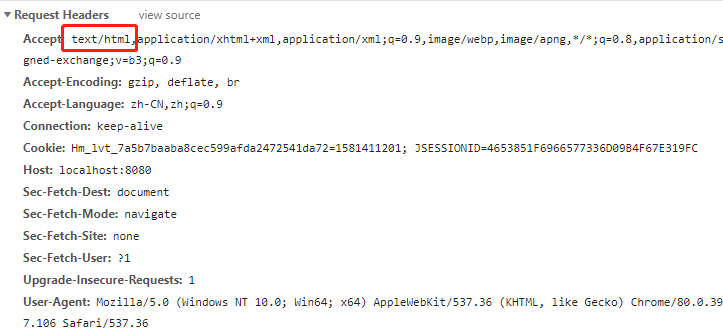 Request Headers view source
Accept: text/html,application/xhtml+xml,application/xml;q=0.9,image/webp,image/apng,*/*;q=0.8,application/s
gned-exchange;v=b3;q=0.9
Accept-Encoding: gzip, deflate, br
Accept-Language: zh-CN,zh;q=0.9
Connection: keep-alive
Cookie: Hm_lvt_7a5b7baaba8cec599afda2472541da72=1581411201; JSESSIONID=4653851F6966577336D09B4F67E319FC
Host: localhost:8080
Sec-Fetch-Dest: document
Sec-Fetch-Mode: navigate
Sec-Fetch-Site: none
Sec-Fetch-User: ?1
Upgrade-Insecure-Requests: 1
User-Agent: Mozilla/5.0 (Windows NT 10.0; Win64; x64) AppleWebKit/537.36 (KHTML, like Gecko) Chrome/80.0.39
7.106 Safari/537.36